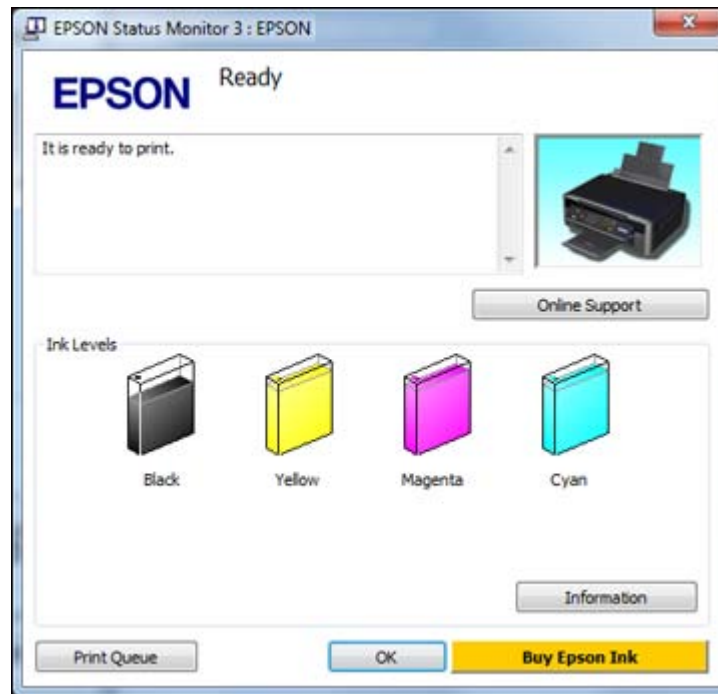 EPSON Status Monitor 3 : EPSON
EPSON
Ready
It is ready to print.
Online Support
Ink Levels
Black Yellow Magenta Cyan
Information
Print Queue OK Buy Epson Ink